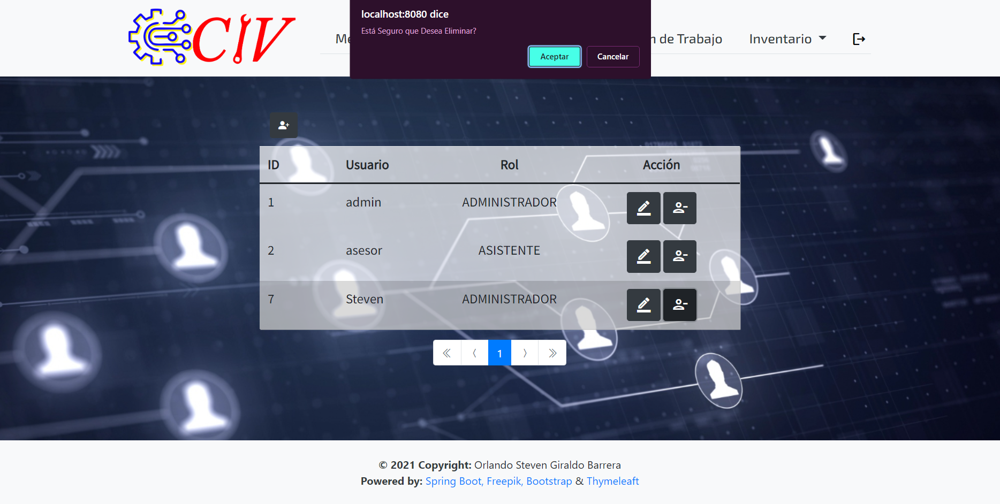 CIV
localhost:8080 dice
Está Seguro que Desea Eliminar?
Aceptar Cancelar
de Trabajo Inventario
ID Usuario Rol Acción
1 admin ADMINISTRADOR
2 asesor ASISTENTE
7 Steven ADMINISTRADOR
« ‹ 1 › »
© 2021 Copyright: Orlando Steven Giraldo Barrera
Powered by: Spring Boot, Freepik, Bootstrap & Thymeleaft